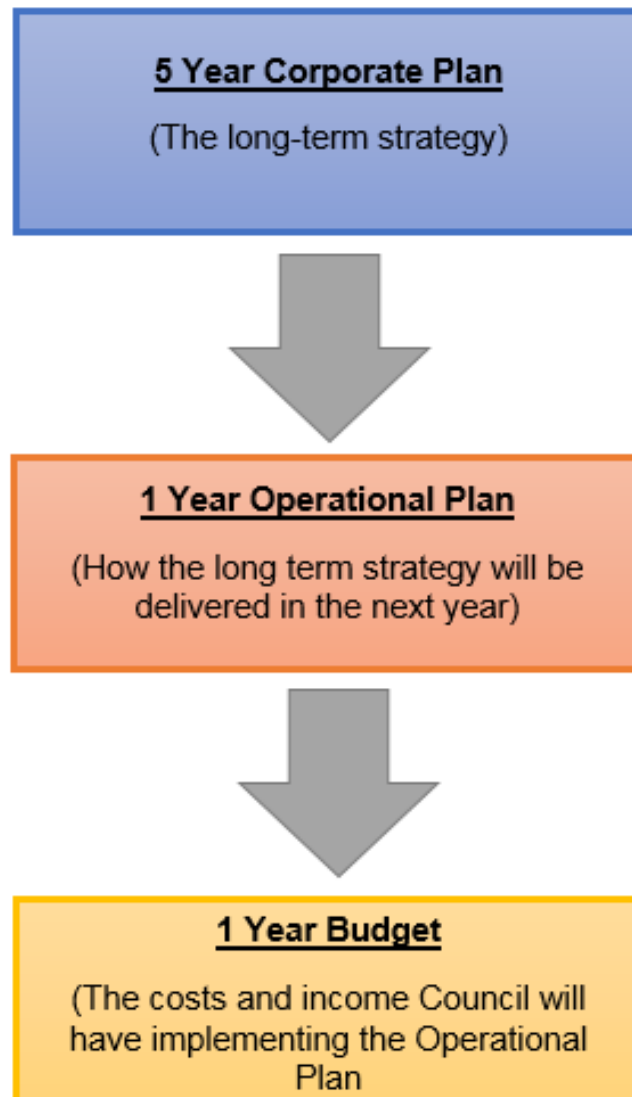 5 Year Corporate Plan
(The long-term strategy)
1 Year Operational Plan
(How the long term strategy will be
delivered in the next year)
1 Year Budget
(The costs and income Council will
have implementing the Operational
Plan